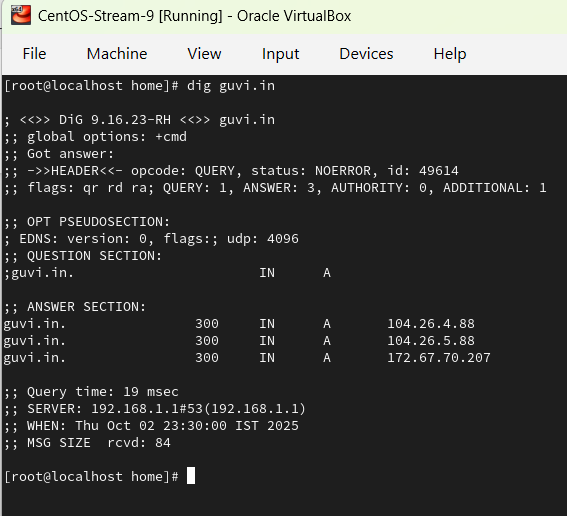 CentOS-Stream-9 [Running] - Oracle VirtualBox
File Machine View Input Devices Help
[root@localhost home]# dig guvi.in
; <<>> DiG 9.16.23-RH <<>> guvi.in
;; global options: +cmd
;; Got answer:
;; ->>HEADER<<- opcode: QUERY, status: NOERROR, id: 49614
;; flags: qr rd ra; QUERY: 1, ANSWER: 3, AUTHORITY: 0, ADDITIONAL: 1
;; OPT PSEUDOSECTION:
; EDNS: version: 0, flags:; udp: 4096
;; QUESTION SECTION:
;guvi.in. IN A
;; ANSWER SECTION:
guvi.in. 300 IN A 104.26.4.88
guvi.in. 300 IN A 104.26.5.88
guvi.in. 300 IN A 172.67.70.207
;; Query time: 19 msec
;; SERVER: 192.168.1.1#53(192.168.1.1)
;; WHEN: Thu Oct 02 23:30:00 IST 2025
;; MSG SIZE rcvd: 84
[root@localhost home]#